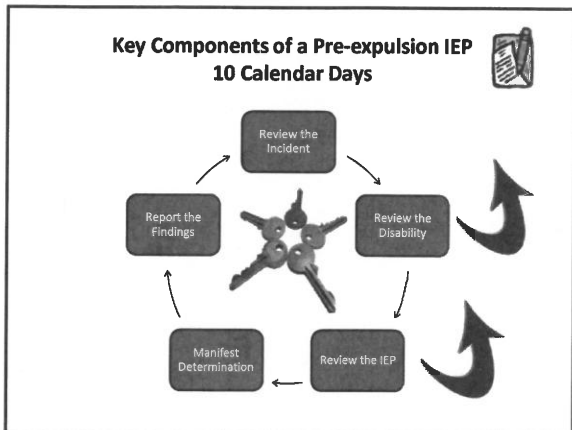 Key Components of a Pre-expulsion IEP
10 Calendar Days
Review the
Incident
Review the
Disability
Review the IEP
Manifest
Determination
Report the
Findings